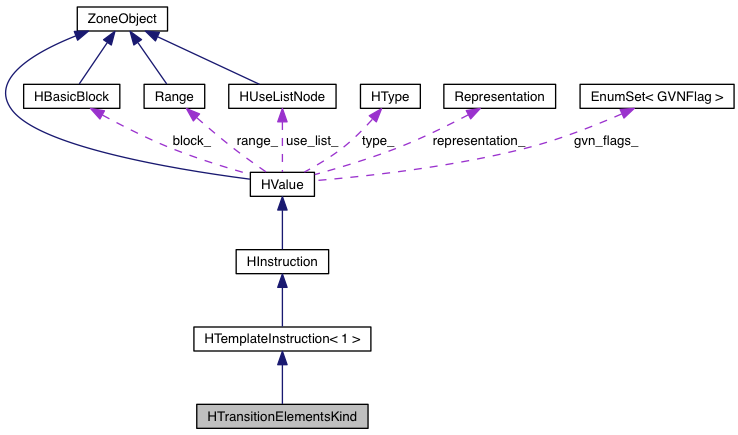 ZoneObject
HBasicBlock
Range
HUseListNode
HType
Representation
EnumSet< GVNFlag >
block_
range_
use_list_
type_
representation_
gvn_flags_
HValue
HInstruction
HTemplateInstruction< 1 >
HTransitionElementsKind